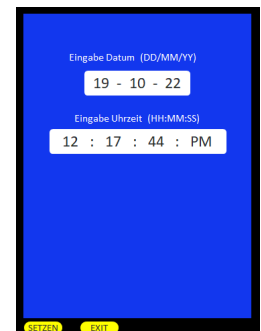 Eingabe Datum (DD/MM/YY)
19 - 10 - 22
Eingabe Uhrzeit (HH:MM:SS)
12 : 17 : 44 : PM
SETZEN EXIT